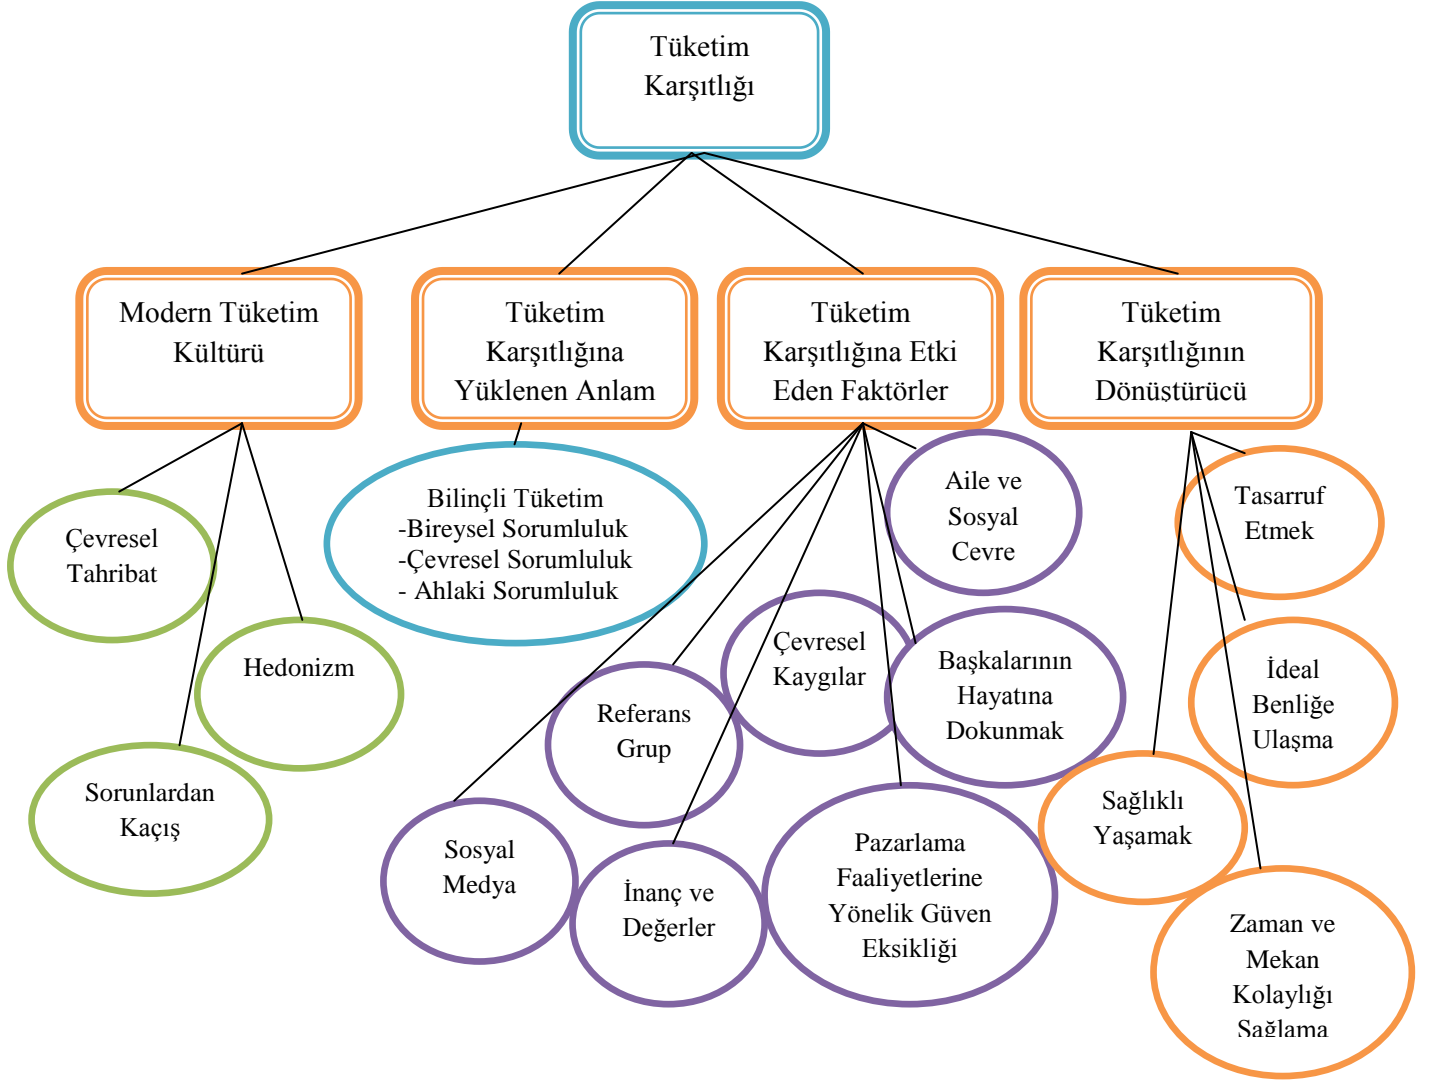 Tüketim
Karşıtlığı
Modern Tüketim
Kültürü
Tüketim
Karşıtlığına
Yüklenen Anlam
Tüketim
Karşıtlığına Etki
Eden Faktörler
Tüketim
Karşıtlığının
Dönüştürücü
Çevresel
Tahribat
Hedonizm
Sorunlardan
Kaçış
Bilinçli Tüketim
-Bireysel Sorumluluk
-Çevresel Sorumluluk
- Ahlaki Sorumluluk
Aile ve
Sosyal
Cevre
Çevresel
Kaygılar
Başkalarının
Hayatına
Dokunmak
Referans
Grup
Sosyal
Medya
İnanç ve
Değerler
Pazarlama
Faaliyetlerine
Yönelik Güven
Eksikliği
Tasarruf
Etmek
İdeal
Benliğe
Ulaşma
Sağlıklı
Yaşamak
Zaman ve
Mekan
Kolaylığı
Sağlama